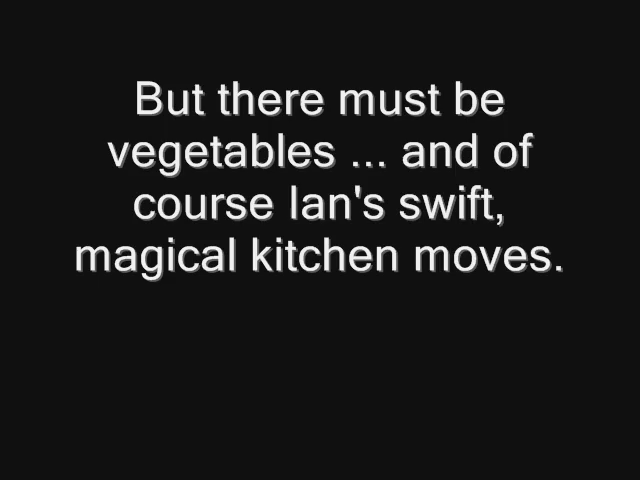 But there must be
vegetables ... and of
course Ian's swift,
magical kitchen moves.